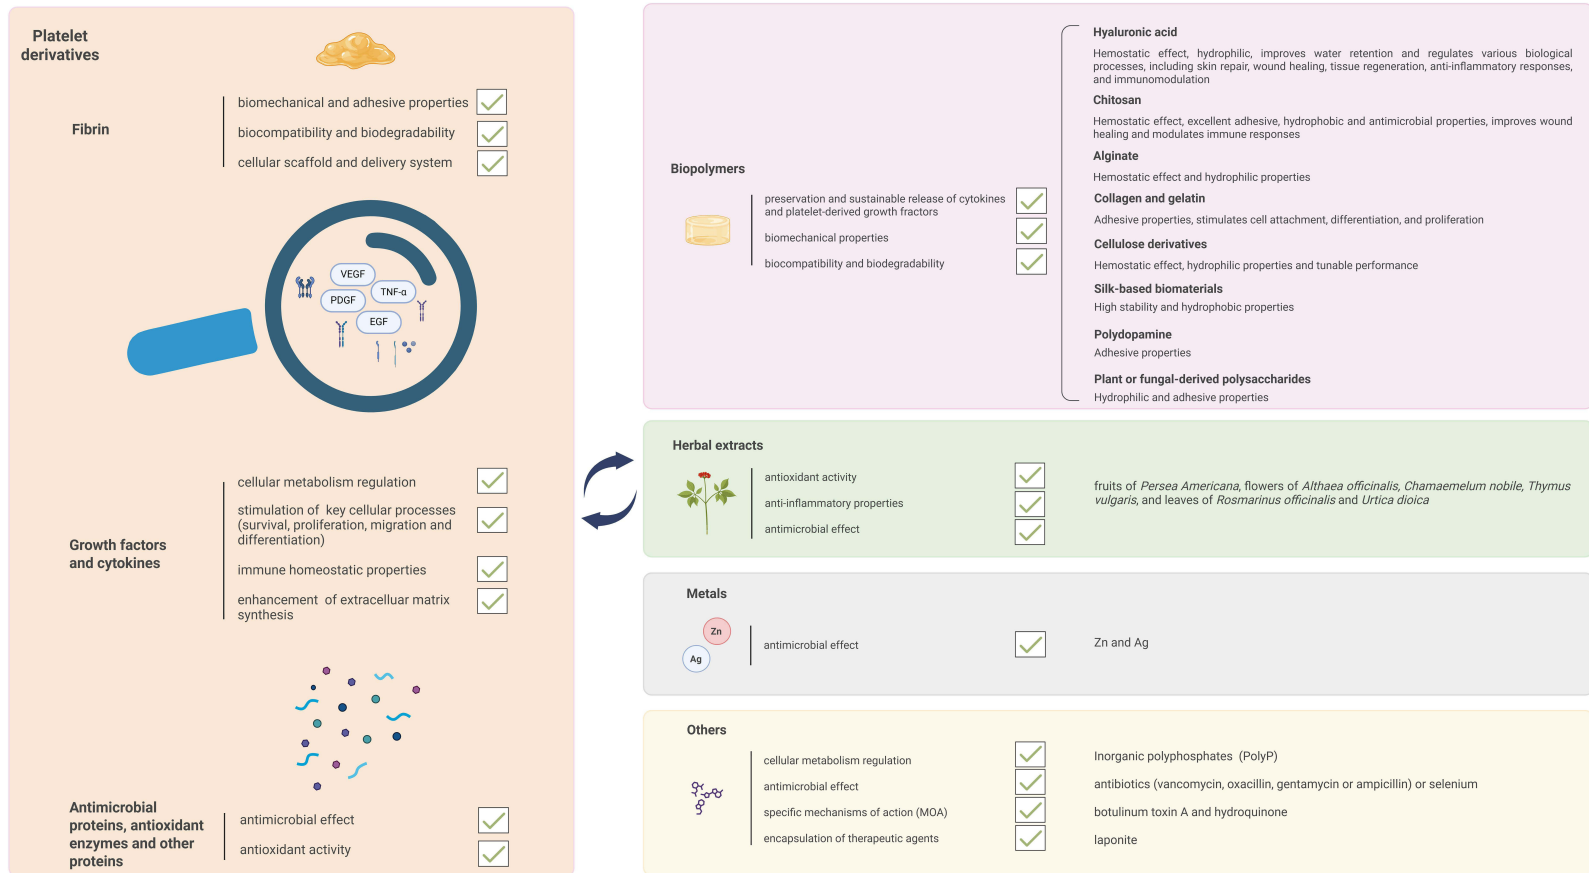 Platelet
derivatives
Fibrin
biomechanical and adhesive properties
biocompatibility and biodegradability
cellular scaffold and delivery system
VEGF
TNF-α
PDGF
EGF
Growth factors
and cytokines
cellular metabolism regulation
stimulation of key cellular processes
(survival, proliferation, migration and
differentiation)
immune homeostatic properties
enhancement of extracelluar matrix
synthesis
Antimicrobial
proteins, antioxidant
enzymes and other
proteins
antimicrobial effect
antioxidant activity
Biopolymers
preservation and sustainable release of cytokines
and platelet-derived growth fractors
biomechanical properties
biocompatibility and biodegradability
Hyaluronic acid
Hemostatic effect, hydrophilic, improves water retention and regulates various biological
processes, including skin repair, wound healing, tissue regeneration, anti-inflammatory responses,
and immunomodulation
Chitosan
Hemostatic effect, excellent adhesive, hydrophobic and antimicrobial properties, improves wound
healing and modulates immune responses
Alginate
Hemostatic effect and hydrophilic properties
Collagen and gelatin
Adhesive properties, stimulates cell attachment, differentiation, and proliferation
Cellulose derivatives
Hemostatic effect, hydrophilic properties and tunable performance
Silk-based biomaterials
High stability and hydrophobic properties
Polydopamine
Adhesive properties
Plant or fungal-derived polysaccharides
Hydrophilic and adhesive properties
Herbal extracts
antioxidant activity
anti-inflammatory properties
antimicrobial effect
fruits of Persea Americana, flowers of Althaea officinalis, Chamaemelum nobile, Thymus
vulgaris, and leaves of Rosmarinus officinalis and Urtica dioica
Metals
Zn
Ag
antimicrobial effect
Zn and Ag
Others
cellular metabolism regulation
Inorganic polyphosphates (PolyP)
antimicrobial effect
antibiotics (vancomycin, oxacillin, gentamycin or ampicillin) or selenium
specific mechanisms of action (MOA)
botulinum toxin A and hydroquinone
encapsulation of therapeutic agents
laponite